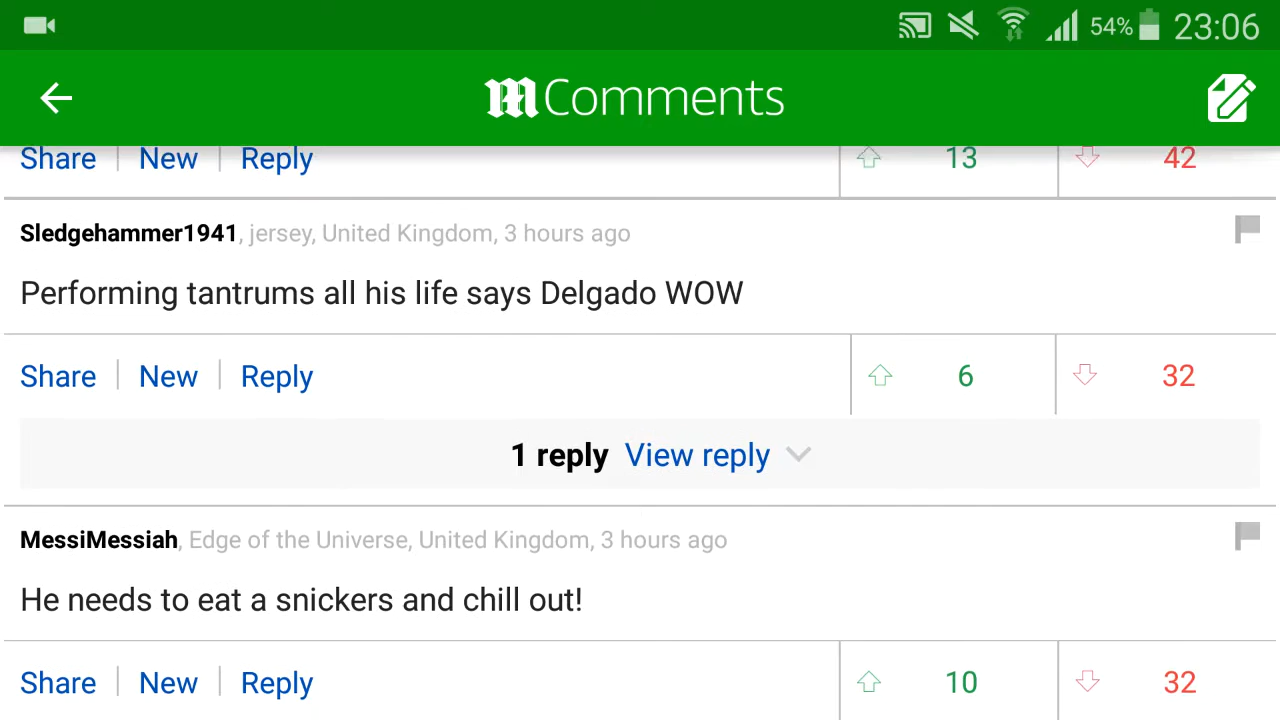 54% 23:06
Comments
Share New Reply 13 42
Sledgehammer1941, jersey, United Kingdom, 3 hours ago
Performing tantrums all his life says Delgado WOW
Share New Reply 6 32
1 reply View reply
MessiMessiah, Edge of the Universe, United Kingdom, 3 hours ago
He needs to eat a snickers and chill out!
Share New Reply 10 32